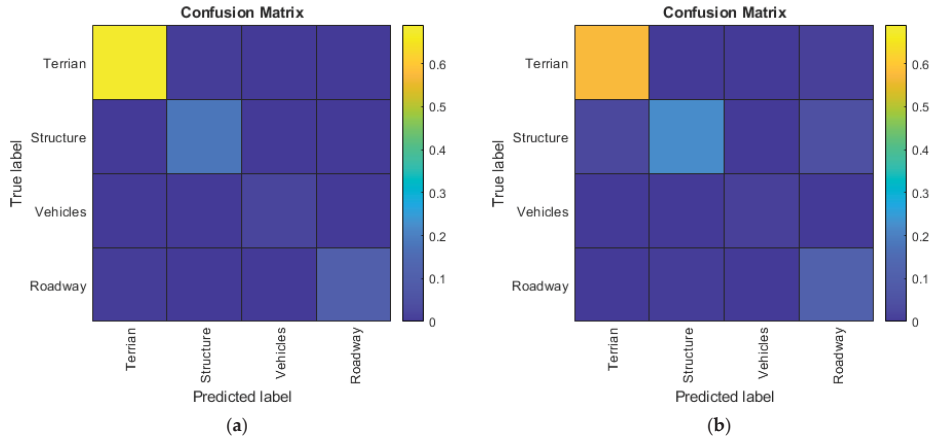 Confusion Matrix
True label
Terrian
Structure
Vehicles
Roadway
Terrian
Structure
Vehicles
Roadway
Predicted label
0.6
0.5
0.4
0.3
0.2
0.1
0
(a)
Confusion Matrix
True label
Terrian
Structure
Vehicles
Roadway
Terrian
Structure
Vehicles
Roadway
Predicted label
0.6
0.5
0.4
0.3
0.2
0.1
0
(b)